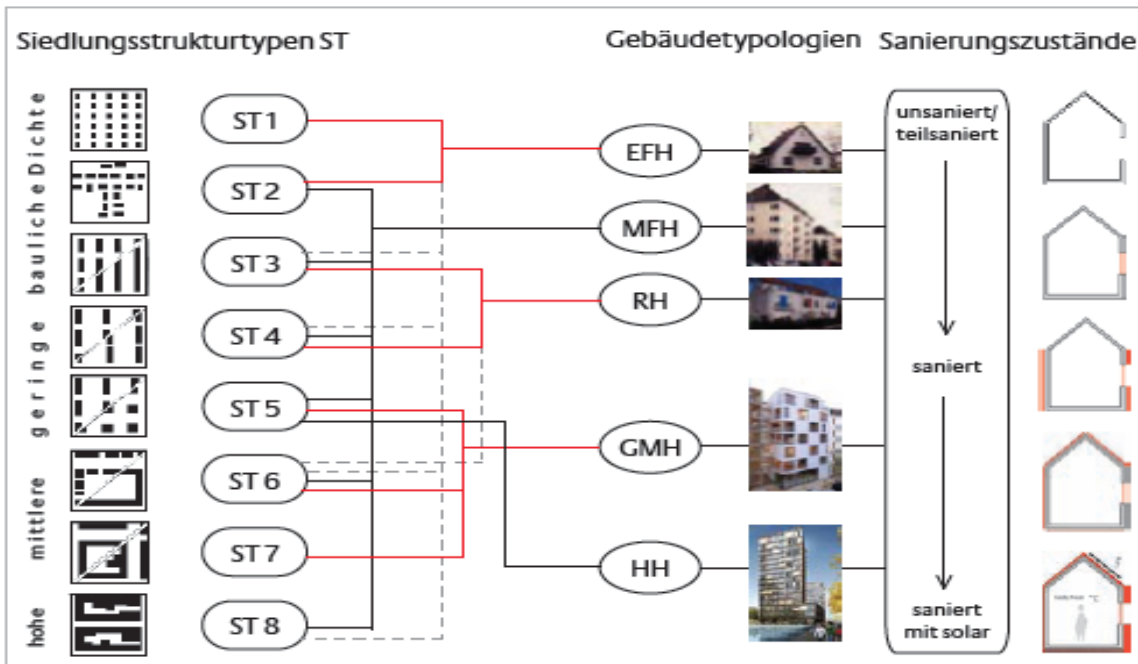 Siedlungsstrukturtypen ST
Gebäudetypologien
Sanierungszustände
geringe bauliche Dichte
mittlere
hohe
ST 1
ST 2
ST 3
ST 4
ST 5
ST 6
ST 7
ST 8
EFH
MFH
RH
GMH
HH
unsaniert/
teilsaniert
saniert
saniert
mit solar
°C